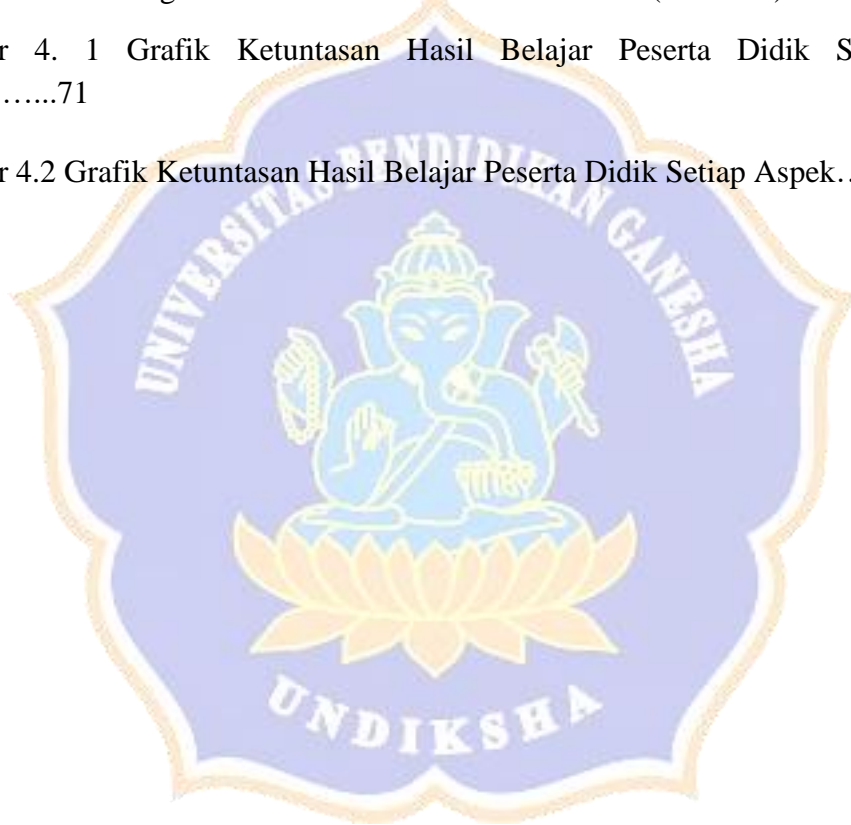 r 4. 1 Grafik Ketuntasan Hasil Belajar Peserta Didik S
…...71
r 4.2 Grafik Ketuntasan Hasil Belajar Peserta Didik Setiap Aspek…
UNIVERSITAS PENDIDIKAN GANESHA
UNDIKSHA